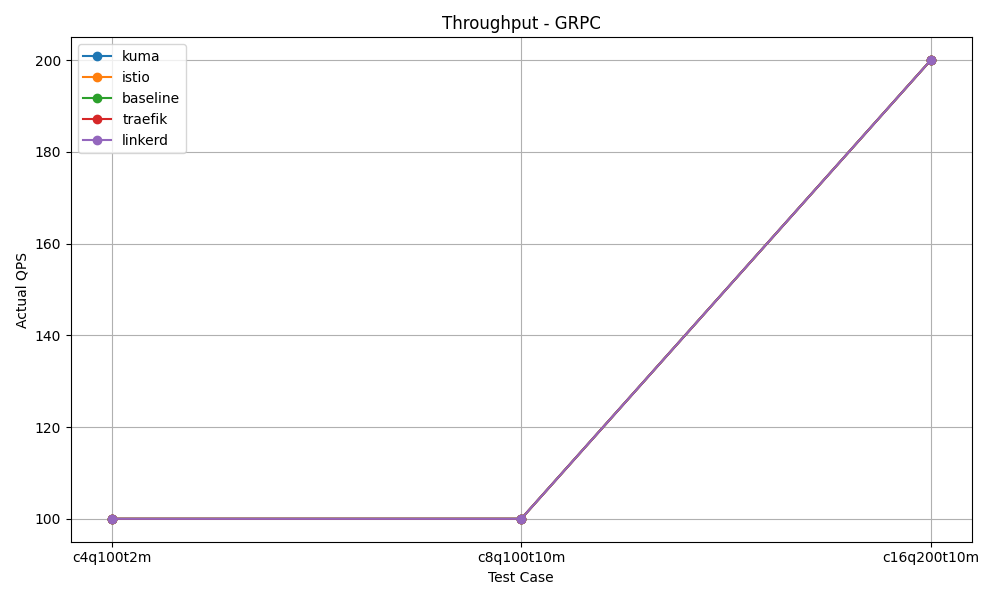 Throughput - GRPC
kuma
istio
baseline
traefik
linkerd
Actual QPS
200
180
160
140
120
100
c4q100t2m
c8q100t10m
c16q200t10m
Test Case